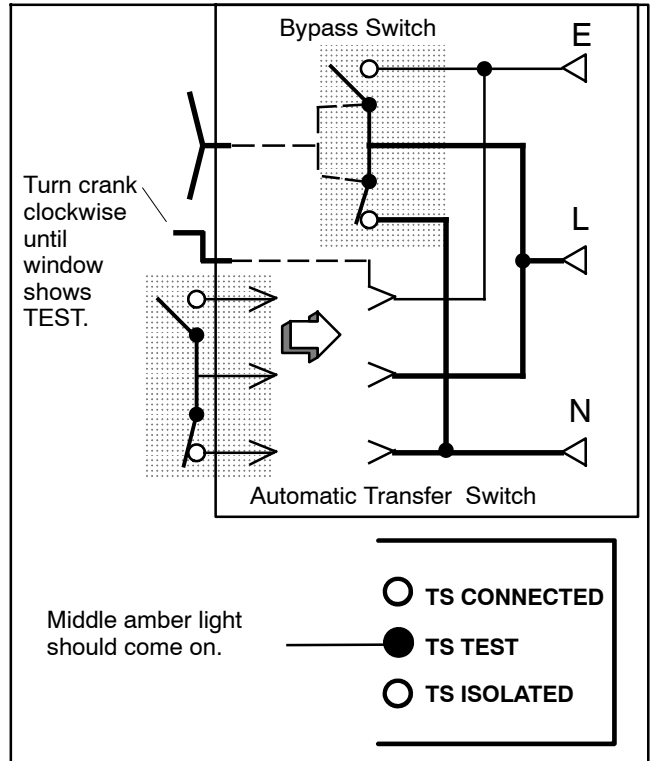 Bypass Switch
E
Turn crank
clockwise
until
window
shows
TEST.
L
N
Automatic Transfer Switch
Middle amber light
should come on.
TS CONNECTED
TS TEST
TS ISOLATED